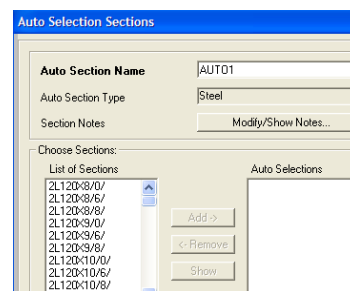 Auto Selection Sections
Auto Section Name AUTO1
Auto Section Type Steel
Section Notes Modify/Show Notes...
Choose Sections:
List of Sections Auto Selections
2L120X8/0/
2L120X8/6/
2L120X8/8/
2L120X9/0/
2L120X9/6/
2L120X9/8/
2L120X10/0/
2L120X10/6/
2L120X10/8/
Add ->
<- Remove
Show